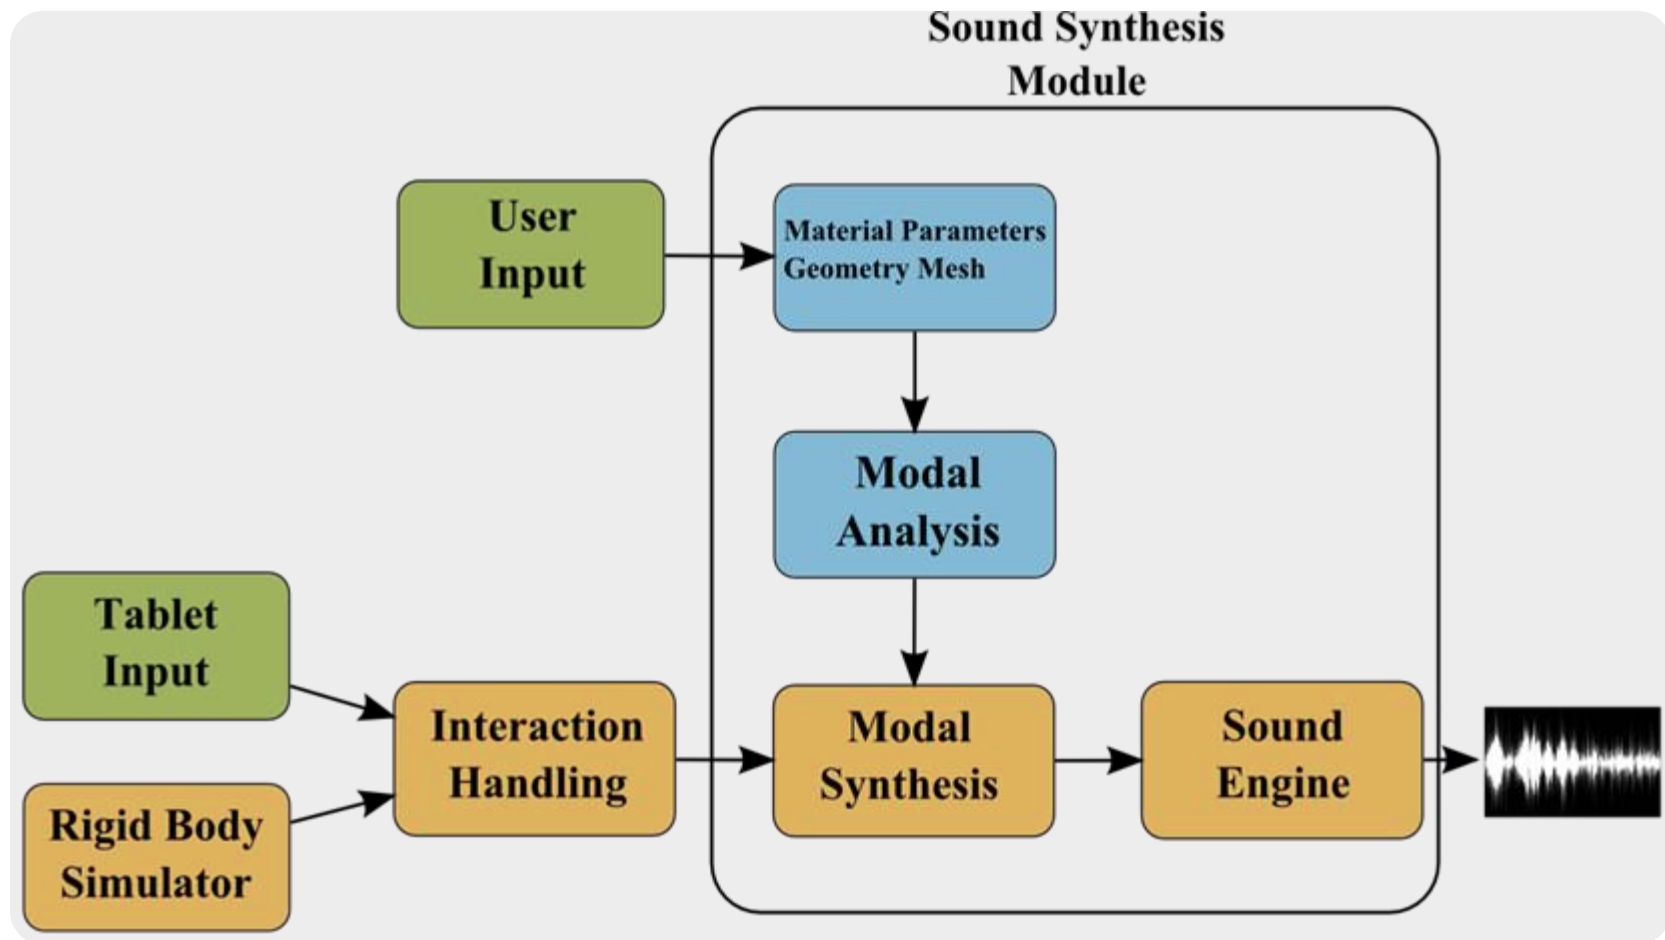 Sound Synthesis
Module
User
Input
Material Parameters
Geometry Mesh
Modal
Analysis
Tablet
Input
Interaction
Handling
Modal
Synthesis
Sound
Engine
Rigid Body
Simulator